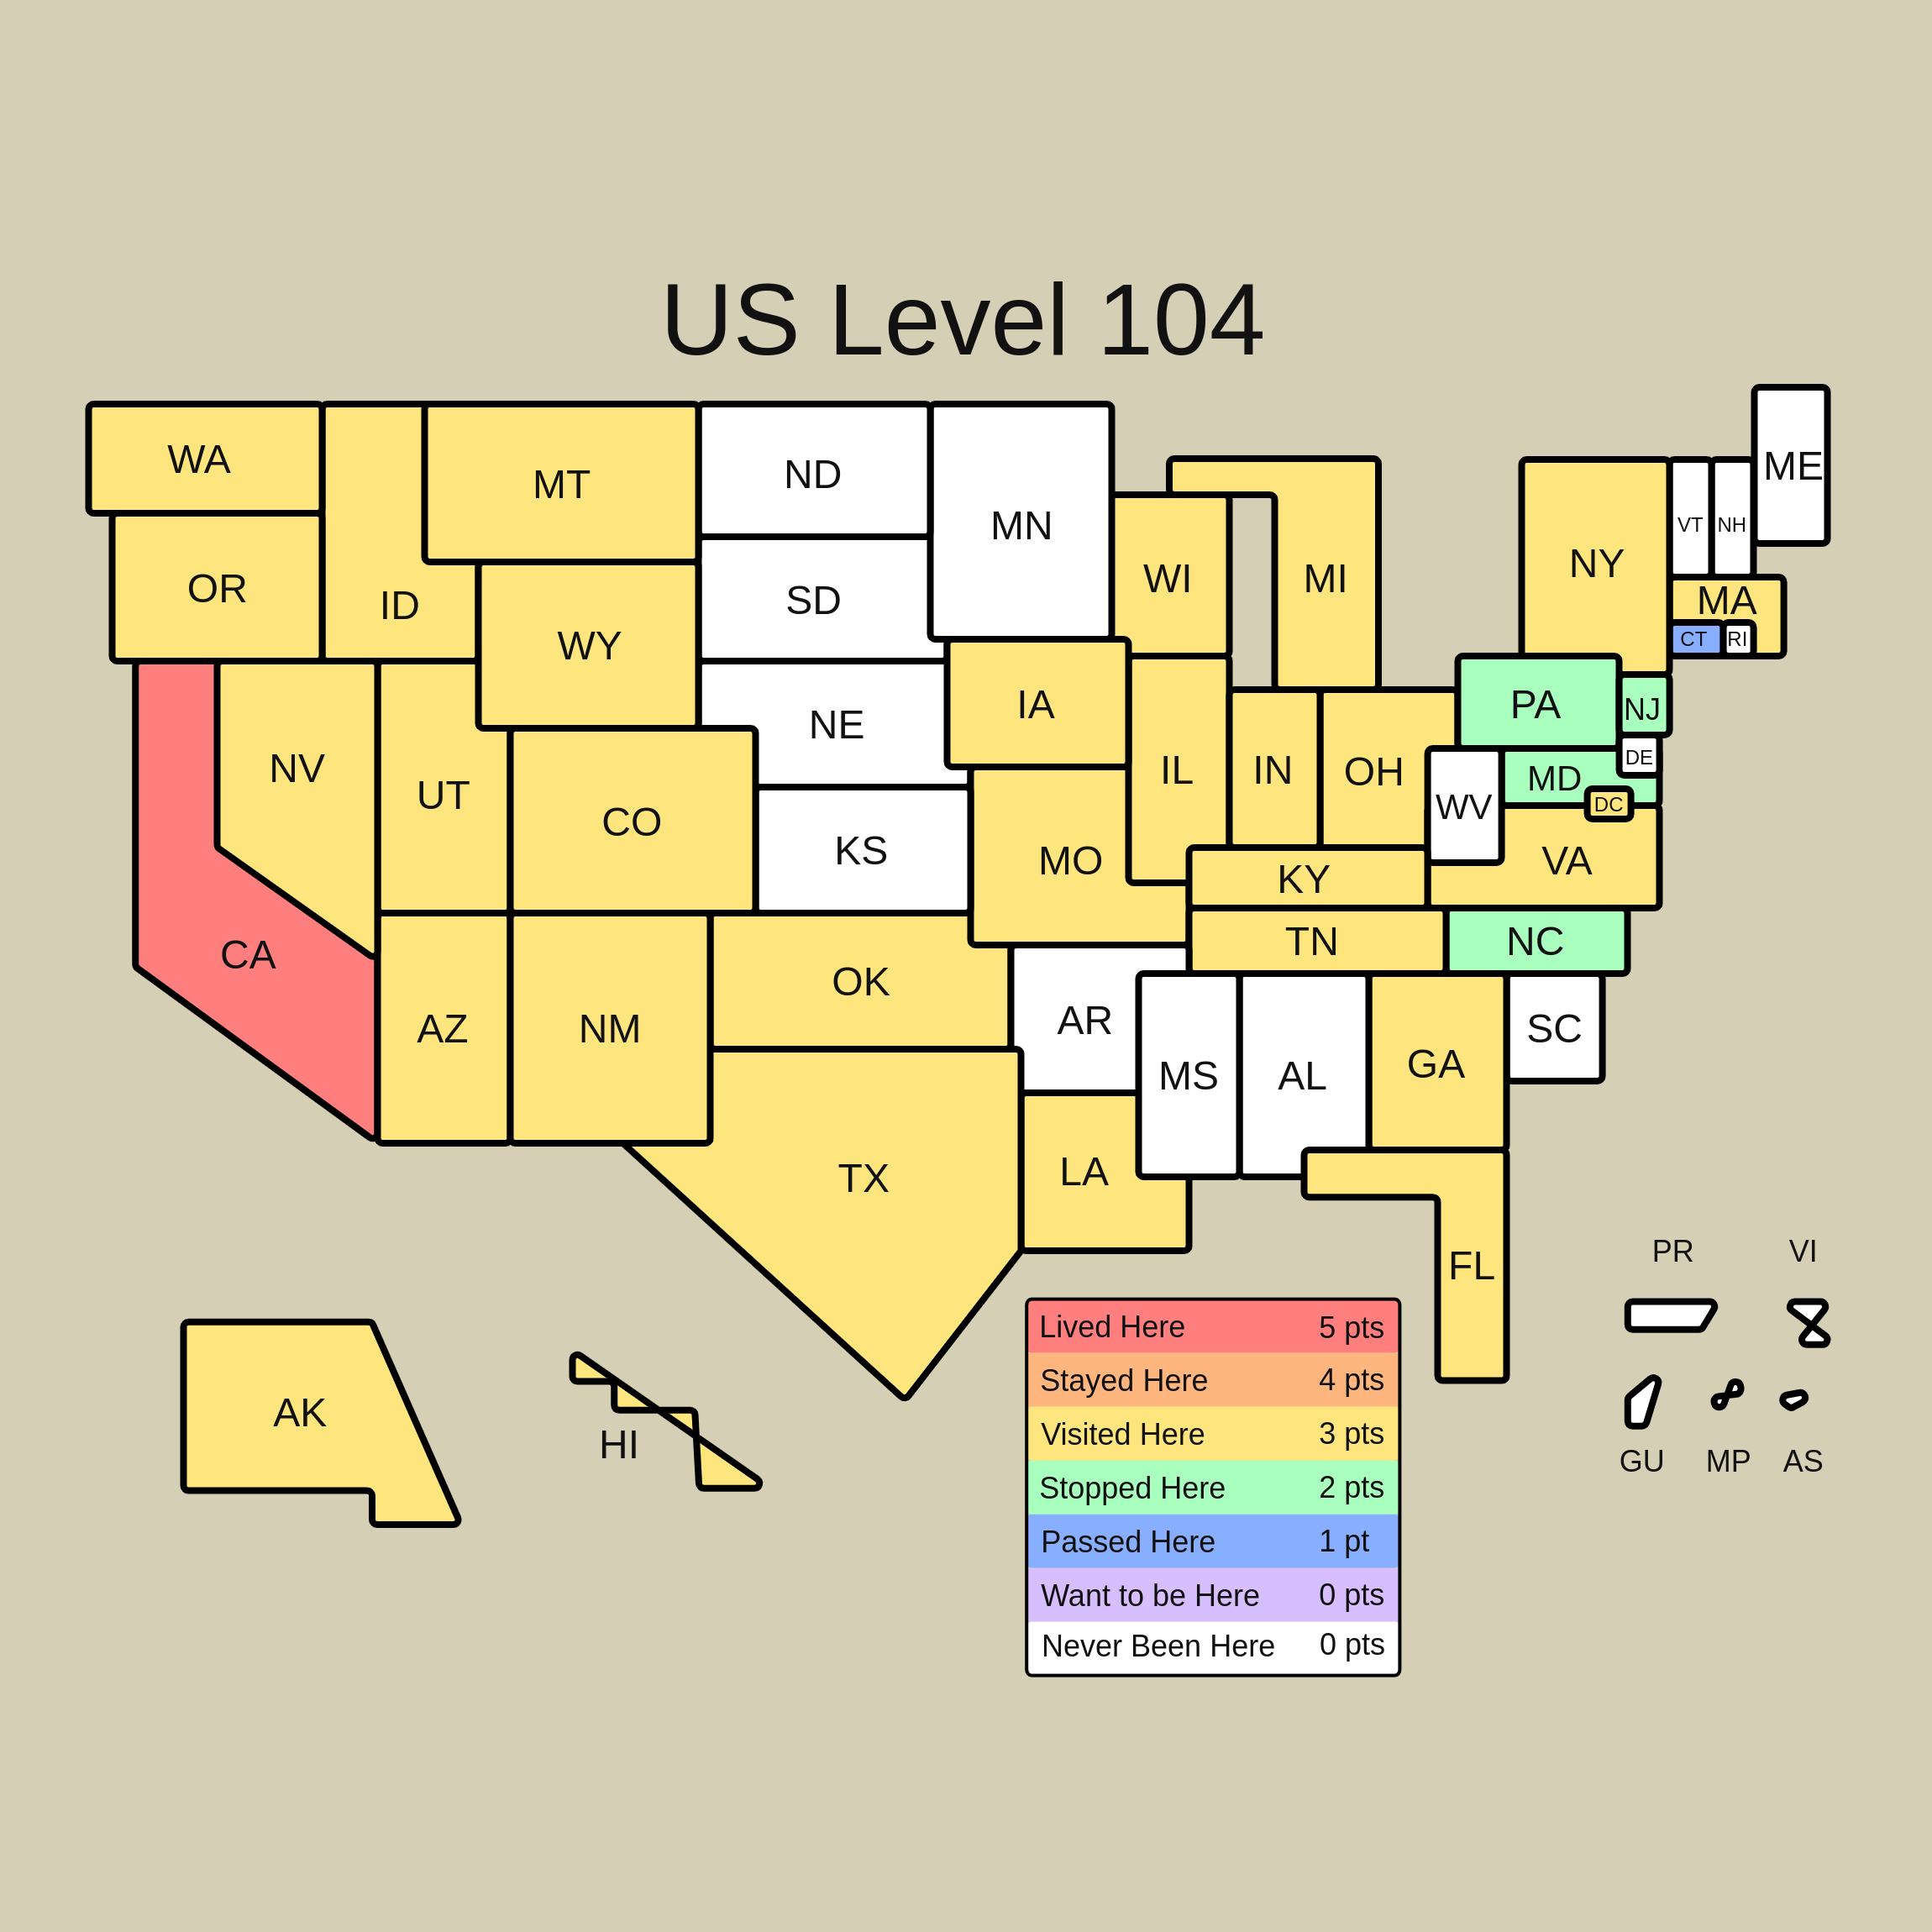 US Level 104
WA
ID
MT
ND
MN
ME
OR
WY
SD
WI
MI
NY
VT
NH
MA
CT
RI
NV
UT
CO
NE
IA
IL
IN
OH
PA
NJ
DE
MD
DC
WV
VA
CA
KS
MO
KY
TN
NC
AZ
NM
OK
AR
MS
AL
GA
SC
TX
LA
FL
AK
HI
PR
VI
GU
MP
AS
Lived Here 5 pts
Stayed Here 4 pts
Visited Here 3 pts
Stopped Here 2 pts
Passed Here 1 pt
Want to be Here 0 pts
Never Been Here 0 pts